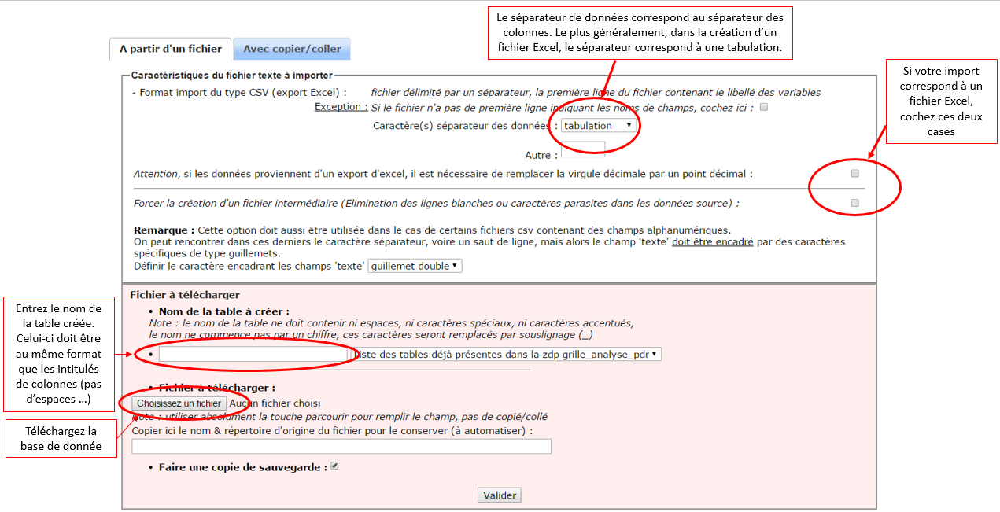 Le séparateur de données correspond au séparateur des
colonnes. Le plus généralement, dans la création d'un
fichier Excel, le séparateur correspond à une tabulation.
A partir d'un fichier
Avec copier/coller
Si votre import
correspond à un
fichier Excel,
cochez ces deux
cases
Caractéristiques du fichier texte à importer
- Format import du type CSV (export Excel) : fichier délimité par un séparateur, la première ligne du fichier contenant le libellé des variables
Exception : Si le fichier n'a pas de première ligne indiquant les noms de champs, cochez ici :
Caractère(s) séparateur des données : tabulation
Autre :
Attention, si les données proviennent d'un export d'excel, il est nécessaire de remplacer la virgule décimale par un point décimal :
Forcer la création d'un fichier intermédiaire (Elimination des lignes blanches ou caractères parasites dans les données source) :
Remarque : Cette option doit aussi être utilisée dans le cas de certains fichiers csv contenant des champs alphanumériques.
On peut rencontrer dans ces derniers le caractère séparateur, voire un saut de ligne, mais alors le champ 'texte' doit être encadré par des caractères
spécifiques de type guillemets.
Définir le caractère encadrant les champs 'texte' guillemet double
Fichier à télécharger
• Nom de la table à créer :
Note : le nom de la table ne doit contenir ni espaces, ni caractères spéciaux, ni caractères accentués,
le nom ne commence pas par un chiffre, ces caractères seront remplacés par souslignage (_)
• Liste des tables déjà présentes dans la zdp grille_analyse_pdr
Entrez le nom de
la table créée.
Celui-ci doit être
au même format
que les intitulés
de colonnes (pas
d'espaces …)
• Fichier à télécharger :
Choisissez un fichier Aucun fichier choisi
Note : utiliser absolument la touche parcourir pour remplir le champ, pas de copié/collé
Copier ici le nom & répertoire d'origine du fichier pour le conserver (à automatiser) :
Téléchargez la
base de donnée
• Faire une copie de sauvegarde :
Valider